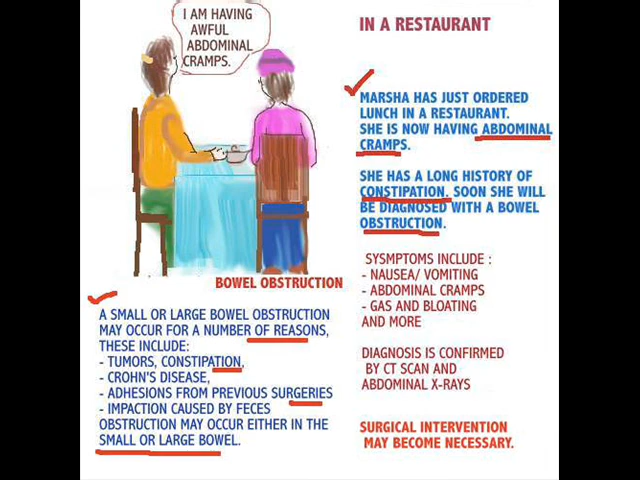 I AM HAVING
AWFUL
ABDOMINAL
CRAMPS.
IN A RESTAURANT
MARSHA HAS JUST ORDERED
LUNCH IN A RESTAURANT.
SHE IS NOW HAVING ABDOMINAL
CRAMPS.
SHE HAS A LONG HISTORY OF
CONSTIPATION. SOON SHE WILL
BE DIAGNOSED WITH A BOWEL
OBSTRUCTION.
SYSMPTOMS INCLUDE :
- NAUSEA/ VOMITING
- ABDOMINAL CRAMPS
- GAS AND BLOATING
AND MORE
DIAGNOSIS IS CONFIRMED
BY CT SCAN AND
ABDOMINAL X-RAYS
SURGICAL INTERVENTION
MAY BECOME NECESSARY.
BOWEL OBSTRUCTION
A SMALL OR LARGE BOWEL OBSTRUCTION
MAY OCCUR FOR A NUMBER OF REASONS,
THESE INCLUDE:
- TUMORS, CONSTIPATION,
- CROHN'S DISEASE,
- ADHESIONS FROM PREVIOUS SURGERIES
- IMPACTION CAUSED BY FECES
OBSTRUCTION MAY OCCUR EITHER IN THE
SMALL OR LARGE BOWEL.